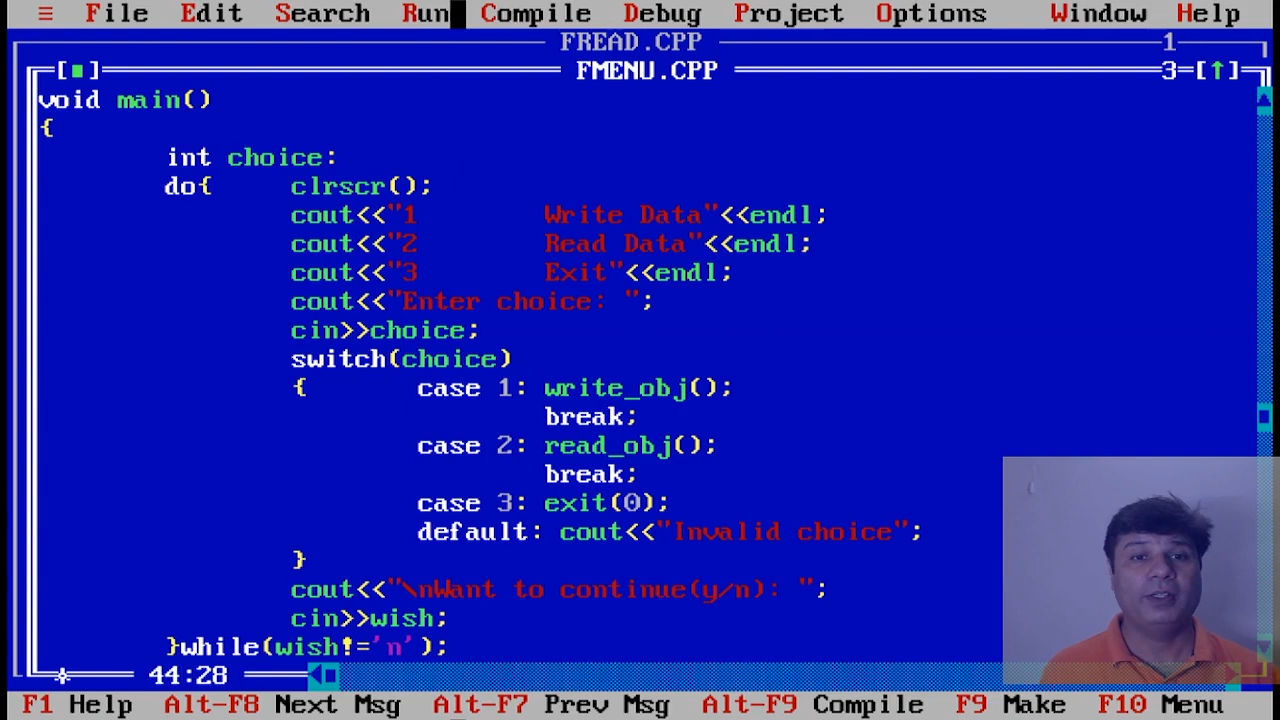 ≡ File Edit Search Run Compile Debug Project Options Window Help
FREAD.CPP 1
[■] FMENU.CPP 3=[↑]
void main()
{
int choice:
do{ clrscr();
cout<<"1 Write Data"<<endl;
cout<<"2 Read Data"<<endl;
cout<<"3 Exit"<<endl;
cout<<"Enter choice: ";
cin>>choice;
switch(choice)
{ case 1: write_obj();
break;
case 2: read_obj();
break;
case 3: exit(0);
default: cout<<"Invalid choice";
}
cout<<"\nWant to continue(y/n): ";
cin>>wish;
}while(wish!='n');
44:28
F1 Help Alt-F8 Next Msg Alt-F7 Prev Msg Alt-F9 Compile F9 Make F10 Menu